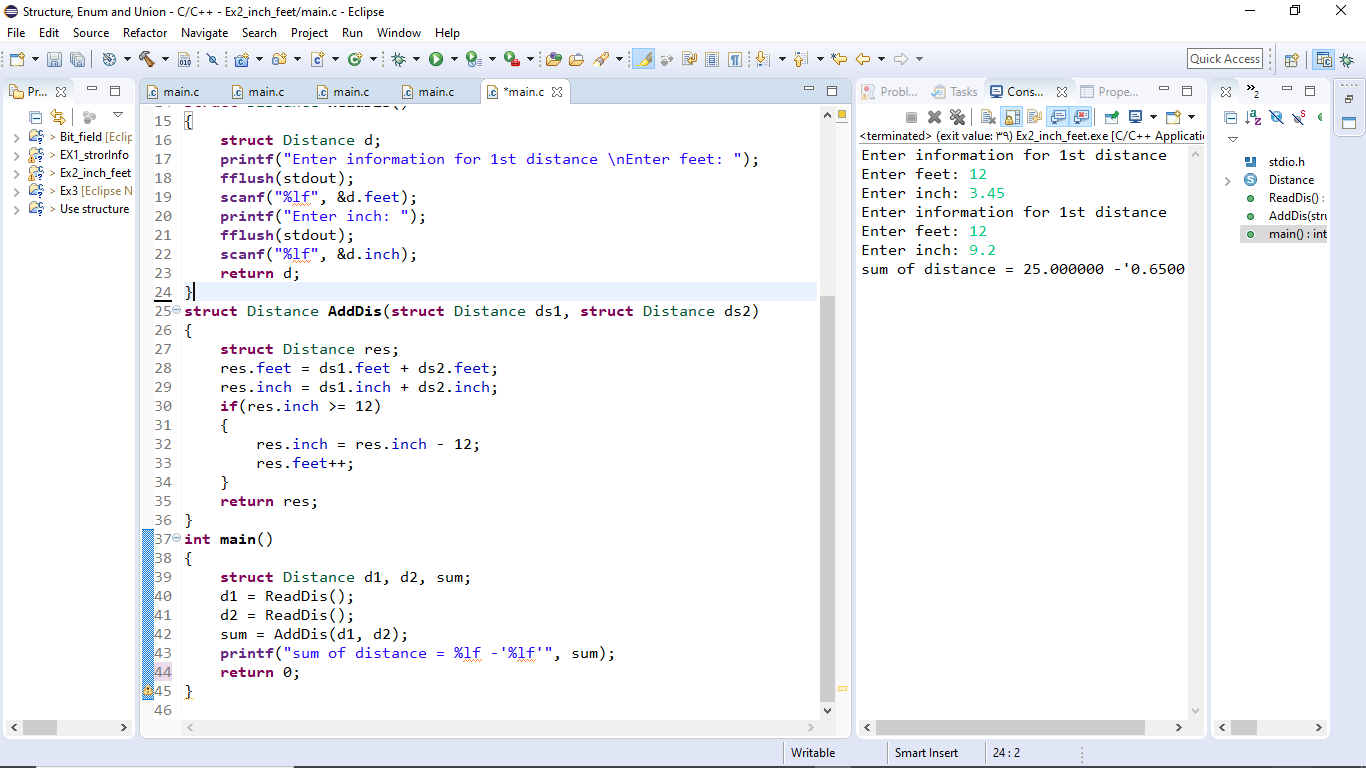 Structure, Enum and Union - C/C++ - Ex2_inch_feet/main.c - Eclipse
File Edit Source Refactor Navigate Search Project Run Window Help
010
Quick Access
Pr...
main.c
main.c
main.c
main.c
*main.c
Probl...
Tasks
Cons...
Prope...
> Bit_field [Eclip
> EX1_strorInfo
> Ex2_inch_feet
> Ex3 [Eclipse N
> Use structure
15 {
16 struct Distance d;
17 printf("Enter information for 1st distance \nEnter feet: ");
18 fflush(stdout);
19 scanf("%lf", &d.feet);
20 printf("Enter inch: ");
21 fflush(stdout);
22 scanf("%lf", &d.inch);
23 return d;
24 }
25 struct Distance AddDis(struct Distance ds1, struct Distance ds2)
26 {
27 struct Distance res;
28 res.feet = ds1.feet + ds2.feet;
29 res.inch = ds1.inch + ds2.inch;
30 if(res.inch >= 12)
31 {
32 res.inch = res.inch - 12;
33 res.feet++;
34 }
35 return res;
36 }
37 int main()
38 {
39 struct Distance d1, d2, sum;
40 d1 = ReadDis();
41 d2 = ReadDis();
42 sum = AddDis(d1, d2);
43 printf("sum of distance = %lf -'%lf'", sum);
44 return 0;
45 }
46
<terminated> (exit value: ٣٩) Ex2_inch_feet.exe [C/C++ Applicatio
Enter information for 1st distance
Enter feet: 12
Enter inch: 3.45
Enter information for 1st distance
Enter feet: 12
Enter inch: 9.2
sum of distance = 25.000000 -'0.6500
stdio.h
Distance
ReadDis() :
AddDis(stru
main() : int
Writable
Smart Insert
24 : 2